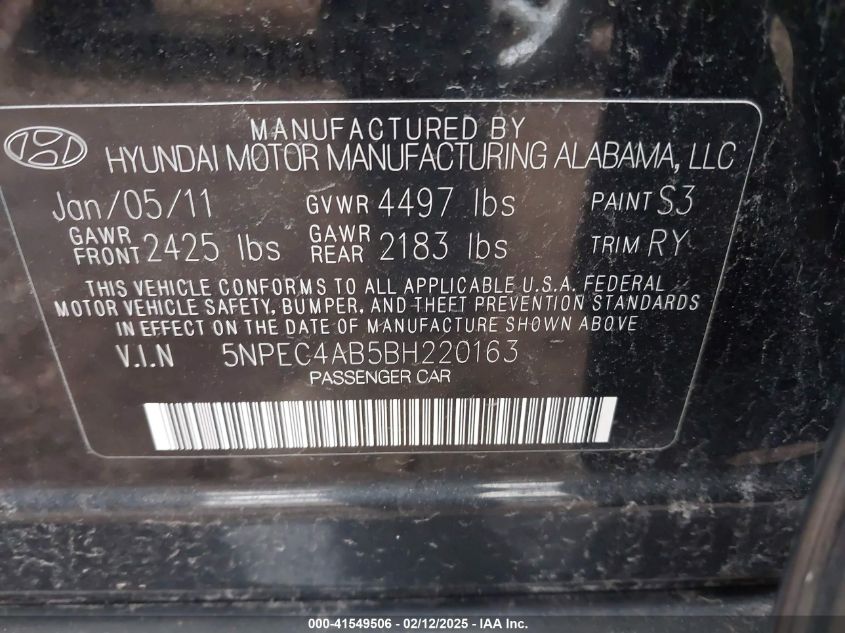 MANUFACTURED BY
HYUNDAI MOTOR MANUFACTURING ALABAMA, LLC
Jan/05/11 GVWR 4497 lbs PAINT S3
GAWR FRONT 2425 lbs GAWR REAR 2183 lbs TRIM RY
THIS VEHICLE CONFORMS TO ALL APPLICABLE U.S.A. FEDERAL
MOTOR VEHICLE SAFETY, BUMPER, AND THEFT PREVENTION STANDARDS
IN EFFECT ON THE DATE OF MANUFACTURE SHOWN ABOVE
V.I.N 5NPEC4AB5BH220163
PASSENGER CAR
000-41549506 - 02/12/2025 - IAA Inc.